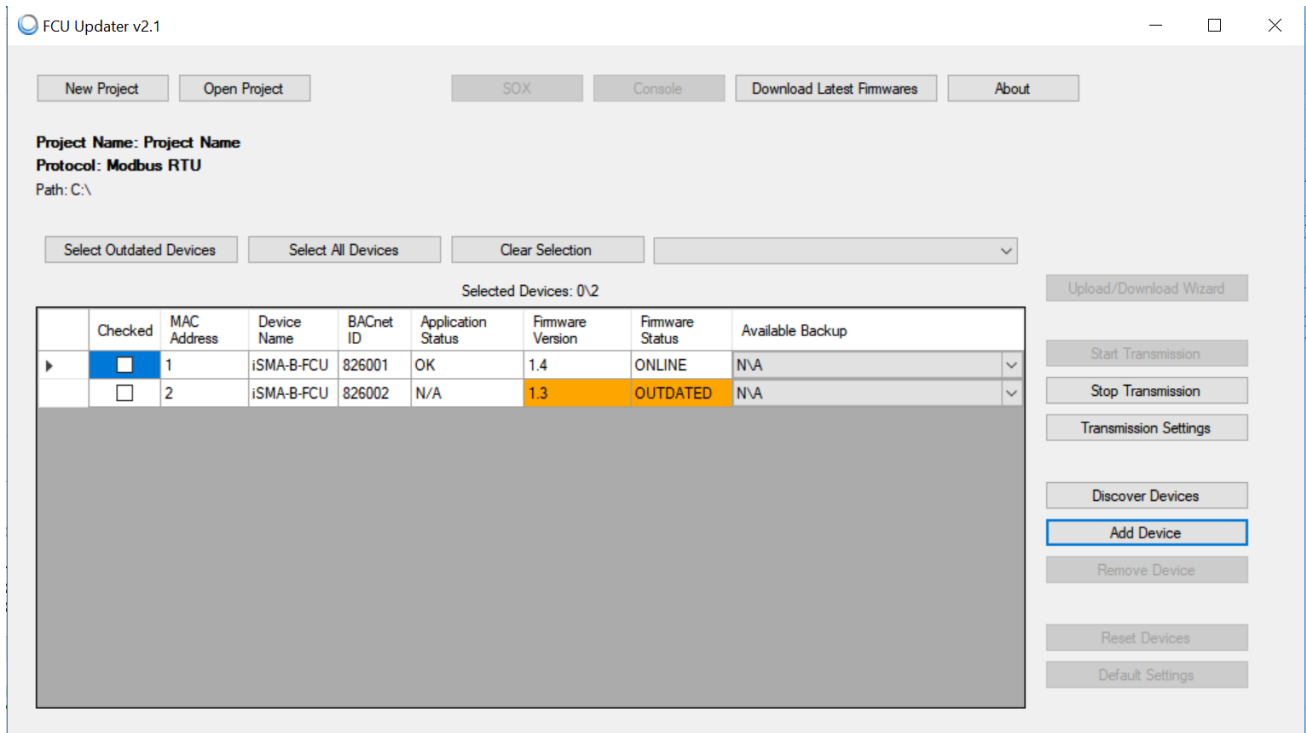 FCU Updater v2.1
New Project Open Project SOX Console Download Latest Firmwares About
Project Name: Project Name
Protocol: Modbus RTU
Path: C:\
Select Outdated Devices Select All Devices Clear Selection
Selected Devices: 0\2
Upload/Download Wizard
Checked MAC Address Device Name BACnet ID Application Status Firmware Version Firmware Status Available Backup
1 iSMA-B-FCU 826001 OK 1.4 ONLINE N\A
2 iSMA-B-FCU 826002 N/A 1.3 OUTDATED N\A
Start Transmission
Stop Transmission
Transmission Settings
Discover Devices
Add Device
Remove Device
Reset Devices
Default Settings